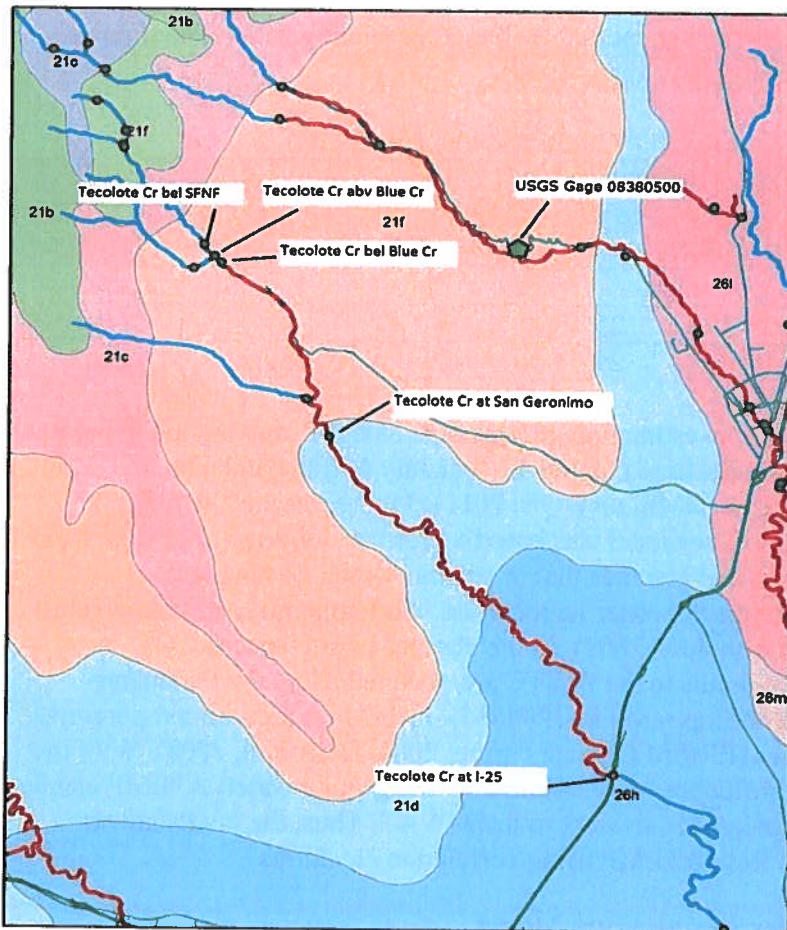 21b
21c
21f
Tecolote Cr bel SFNF
Tecolote Cr abv Blue Cr
USGS Gage 08380500
21b
21f
Tecolote Cr bel Blue Cr
26l
21c
Tecolote Cr at San Geronimo
26m
Tecolote Cr at I-25
21d
26h